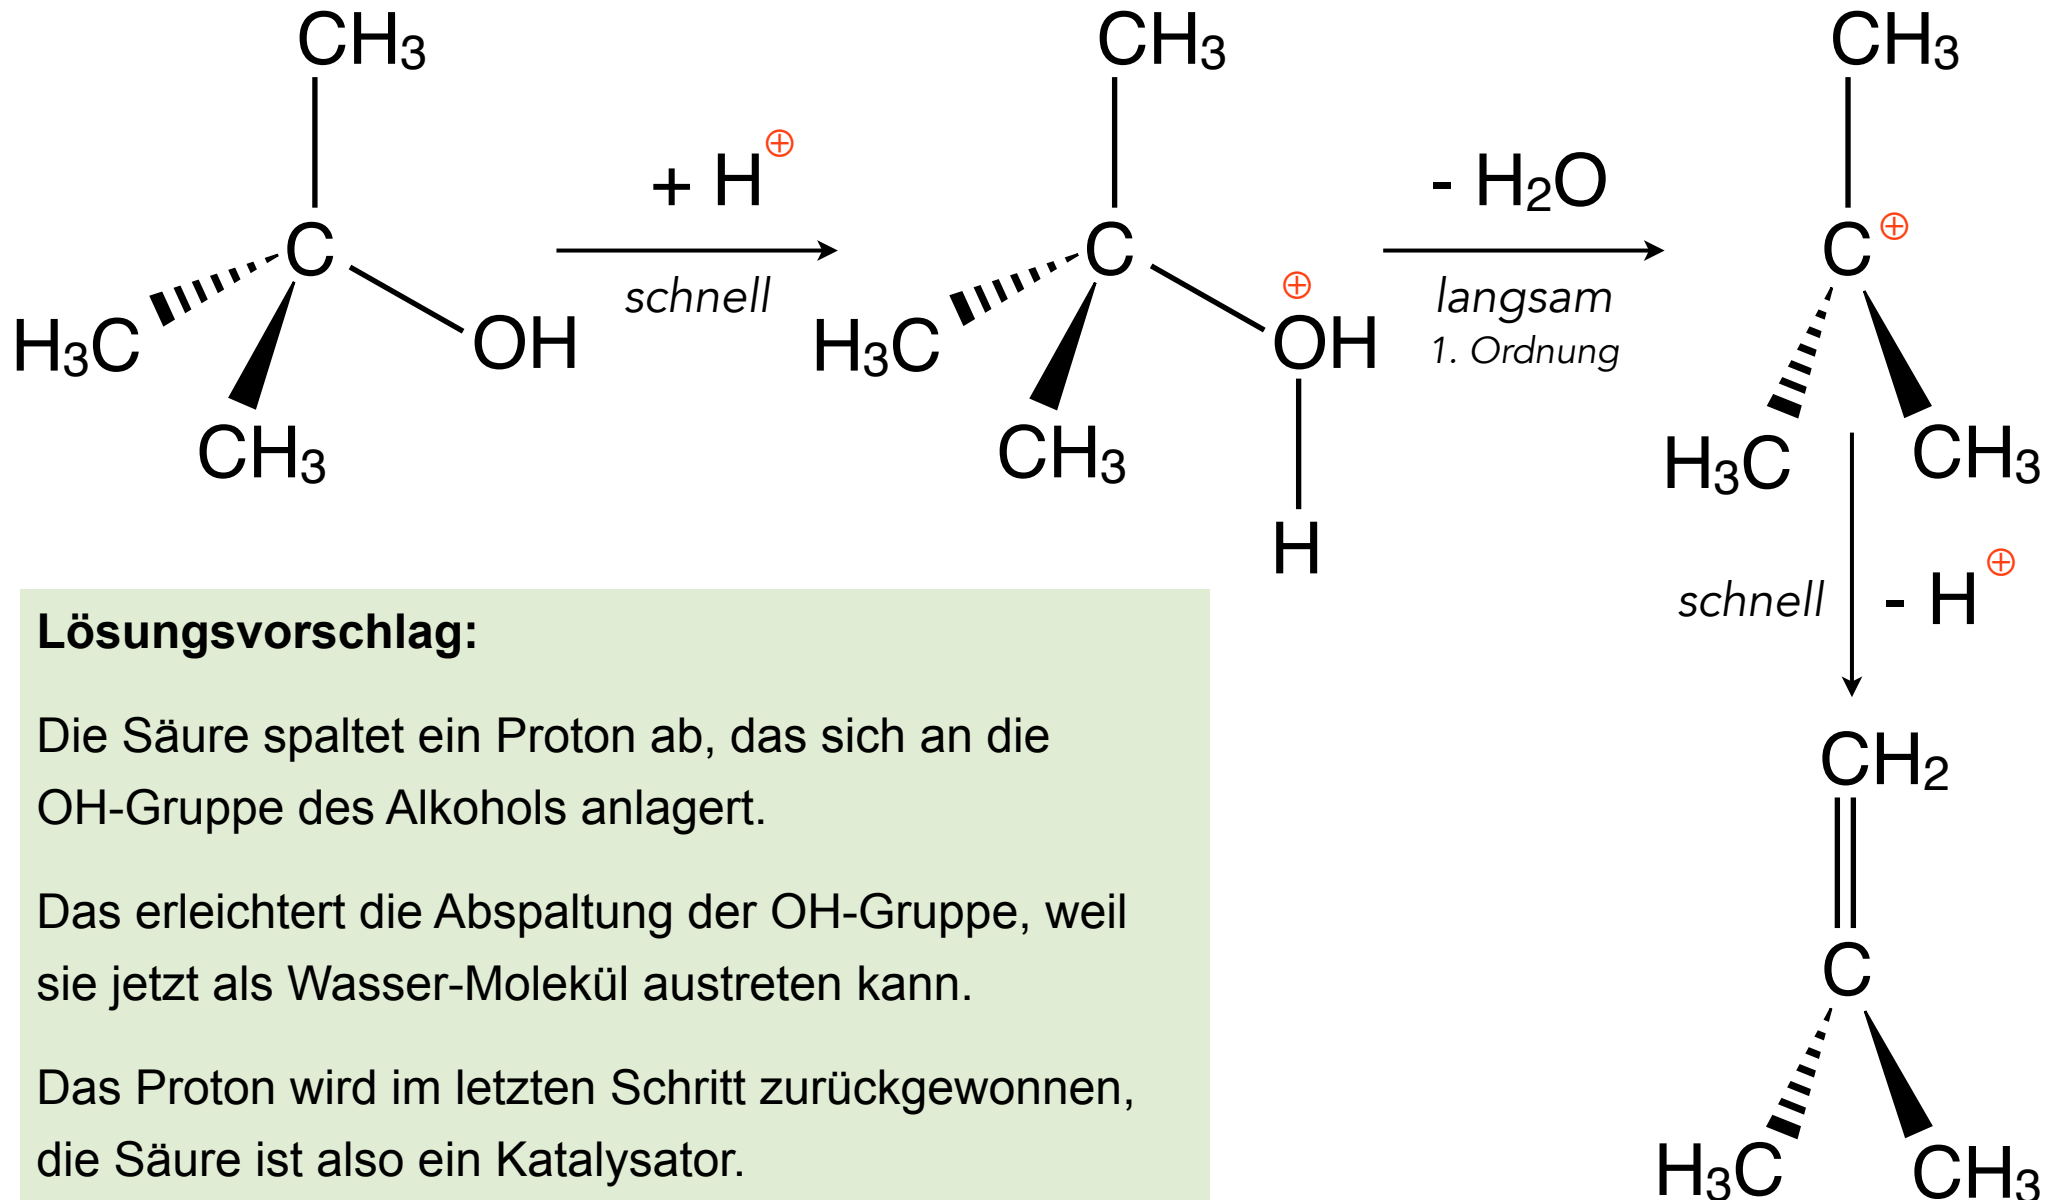 CH3
C
H3C
OH
CH3
+ H⊕
schnell
CH3
C
H3C
⊕
OH
CH3
H
- H2O
langsam
1. Ordnung
CH3
C⊕
H3C
CH3
schnell
- H⊕
CH2
C
H3C
CH3
Lösungsvorschlag:
Die Säure spaltet ein Proton ab, das sich an die
OH-Gruppe des Alkohols anlagert.
Das erleichtert die Abspaltung der OH-Gruppe, weil
sie jetzt als Wasser-Molekül austreten kann.
Das Proton wird im letzten Schritt zurückgewonnen,
die Säure ist also ein Katalysator.